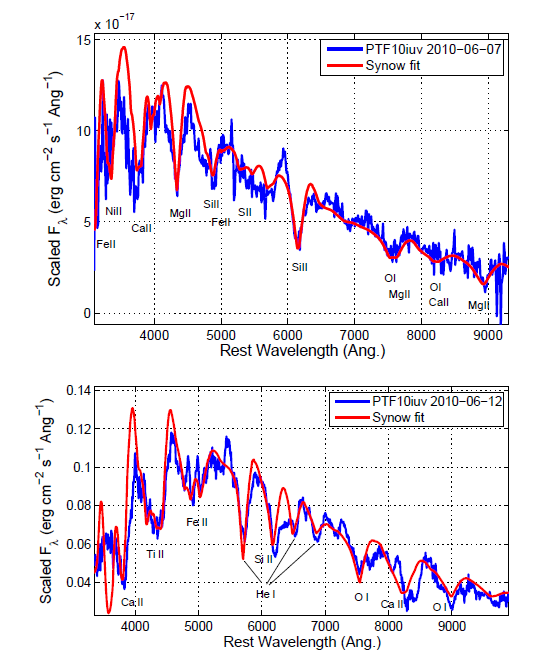 x 10−17
PTF10iuv 2010−06−07
Synow fit
15
10
5
0
Scaled Fλ (erg cm−2 s−1 Ang−1)
NiII
FeII
CaII
MgII
SiII
FeII
SII
SiII
OI
MgII
OI
CaII
MgII
4000 5000 6000 7000 8000 9000
Rest Wavelength (Ang.)
0.14
PTF10iuv 2010−06−12
Synow fit
0.12
0.1
0.08
0.06
0.04
Scaled Fλ (erg cm−2 s−1 Ang−1)
Fe II
Ti II
Si II
He I
Ca II
O I
Ca II
O I
4000 5000 6000 7000 8000 9000
Rest Wavelength (Ang.)